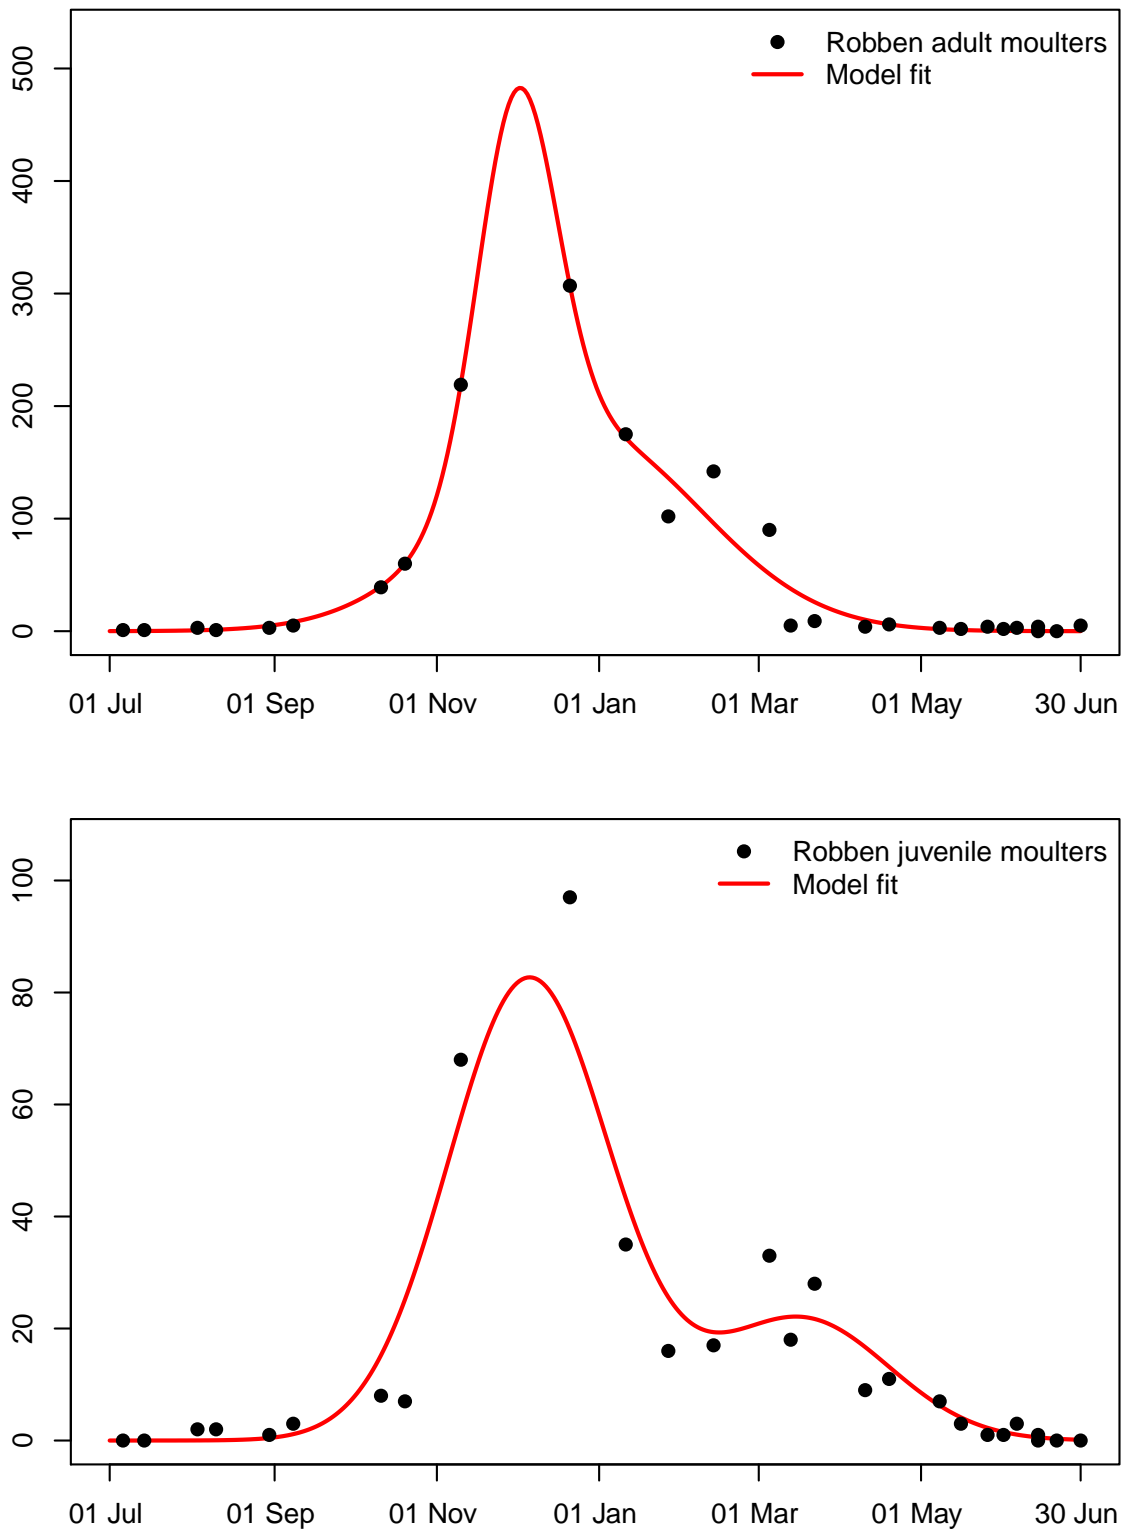 Robben adult moulters
Model fit
500
400
300
200
100
0
01 Jul 01 Sep 01 Nov 01 Jan 01 Mar 01 May 30 Jun
Robben juvenile moulters
Model fit
100
80
60
40
20
0
01 Jul 01 Sep 01 Nov 01 Jan 01 Mar 01 May 30 Jun